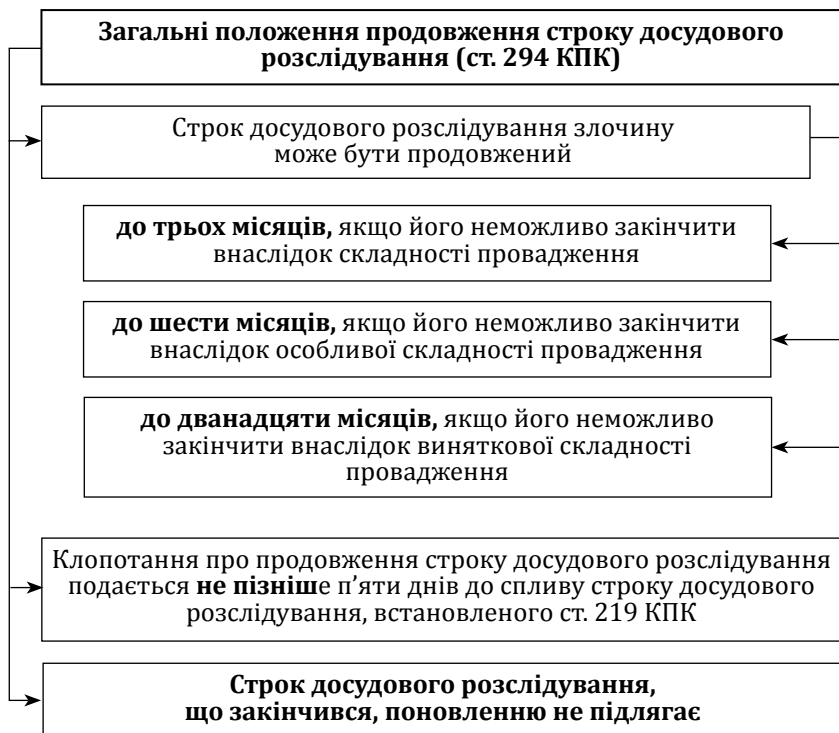 Загальні положення продовження строку досудового
розслідування (ст. 294 КПК)
Строк досудового розслідування злочину
може бути продовжений
до трьох місяців, якщо його неможливо закінчити
внаслідок складності провадження
до шести місяців, якщо його неможливо закінчити
внаслідок особливої складності провадження
до дванадцяти місяців, якщо його неможливо
закінчити внаслідок виняткової складності
провадження
Клопотання про продовження строку досудового розслідування
подається не пізніше п’яти днів до спливу строку досудового
розслідування, встановленого ст. 219 КПК
Строк досудового розслідування,
що закінчився, поновленню не підлягає